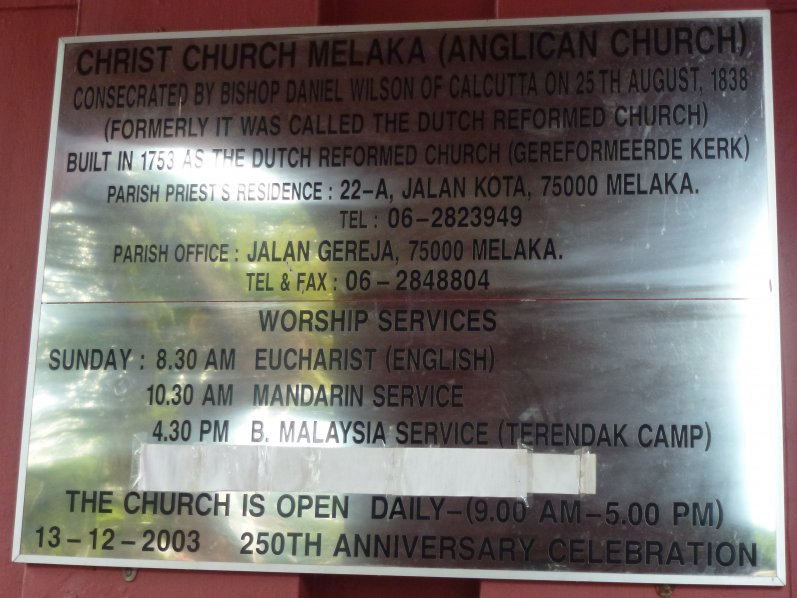 CHRIST CHURCH MELAKA (ANGLICAN CHURCH)
CONSECRATED BY BISHOP DANIEL WILSON OF CALCUTTA ON 25TH AUGUST, 1838
(FORMERLY IT WAS CALLED THE DUTCH REFORMED CHURCH)
BUILT IN 1753 AS THE DUTCH REFORMED CHURCH (GEREFORMEERDE KERK)
PARISH PRIEST'S RESIDENCE : 22-A, JALAN KOTA, 75000 MELAKA.
TEL : 06-2823949
PARISH OFFICE : JALAN GEREJA, 75000 MELAKA.
TEL & FAX : 06 - 2848804
WORSHIP SERVICES
SUNDAY : 8.30 AM EUCHARIST (ENGLISH)
10.30 AM MANDARIN SERVICE
4.30 PM B. MALAYSIA SERVICE (TERENDAK CAMP)
THE CHURCH IS OPEN DAILY-(9.00 AM-5.00 PM)
13-12-2003 250TH ANNIVERSARY CELEBRATION